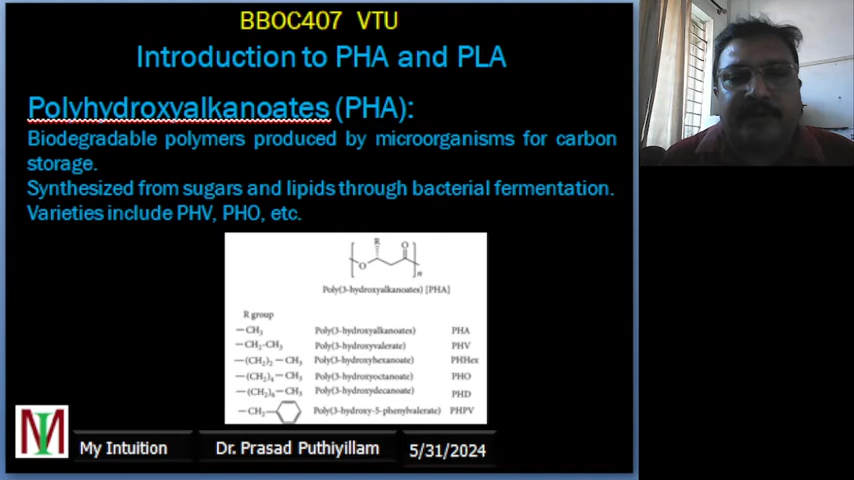 BBOC407 VTU
Introduction to PHA and PLA
Polyhydroxyalkanoates (PHA):
Biodegradable polymers produced by microorganisms for carbon
storage.
Synthesized from sugars and lipids through bacterial fermentation.
Varieties include PHV, PHO, etc.
R
O
O
n
Poly(3-hydroxyalkanoates) [PHA]
R group
—CH₃ Poly(3-hydroxyalkanoates) PHA
—CH₂-CH₃ Poly(3-hydroxyvalerate) PHV
—(CH₂)₂—CH₃ Poly(3-hydroxyhexanoate) PHHex
—(CH₂)₄—CH₃ Poly(3-hydroxyoctanoate) PHO
—(CH₂)₆—CH₃ Poly(3-hydroxydecanoate) PHD
—CH₂— Poly(3-hydroxy-5-phenylvalerate) PHPV
MI
My Intuition Dr. Prasad Puthiyillam 5/31/2024